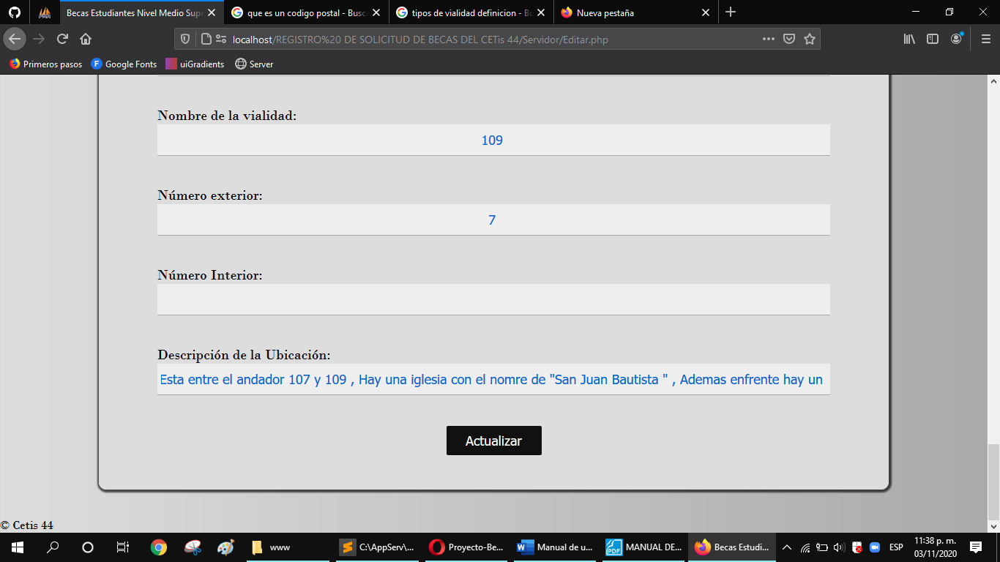 Becas Estudiantes Nivel Medio Supe
que es un codigo postal - Busc
tipos de vialidad definicion - Bu
Nueva pestaña
localhost/REGISTRO%20 DE SOLICITUD DE BECAS DEL CETis 44/Servidor/Editar.php
Primeros pasos
Google Fonts
uiGradients
Server
Nombre de la vialidad:
109
Número exterior:
7
Número Interior:
Descripción de la Ubicación:
Esta entre el andador 107 y 109 , Hay una iglesia con el nomre de "San Juan Bautista " , Ademas enfrente hay un
Actualizar
© Cetis 44
www
C:\AppServ\...
Proyecto-Be...
Manual de u...
MANUAL DE...
Becas Estudi...
ESP
11:38 p. m.
03/11/2020